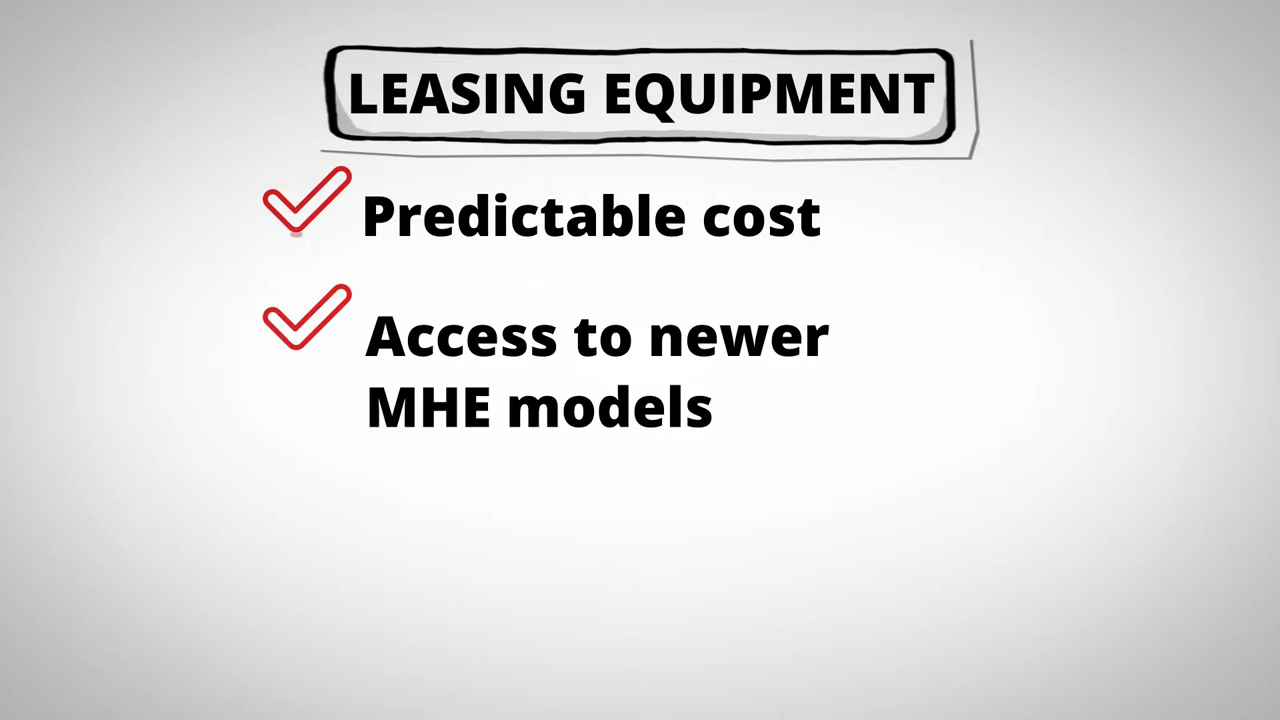 LEASING EQUIPMENT
Predictable cost
Access to newer
MHE models